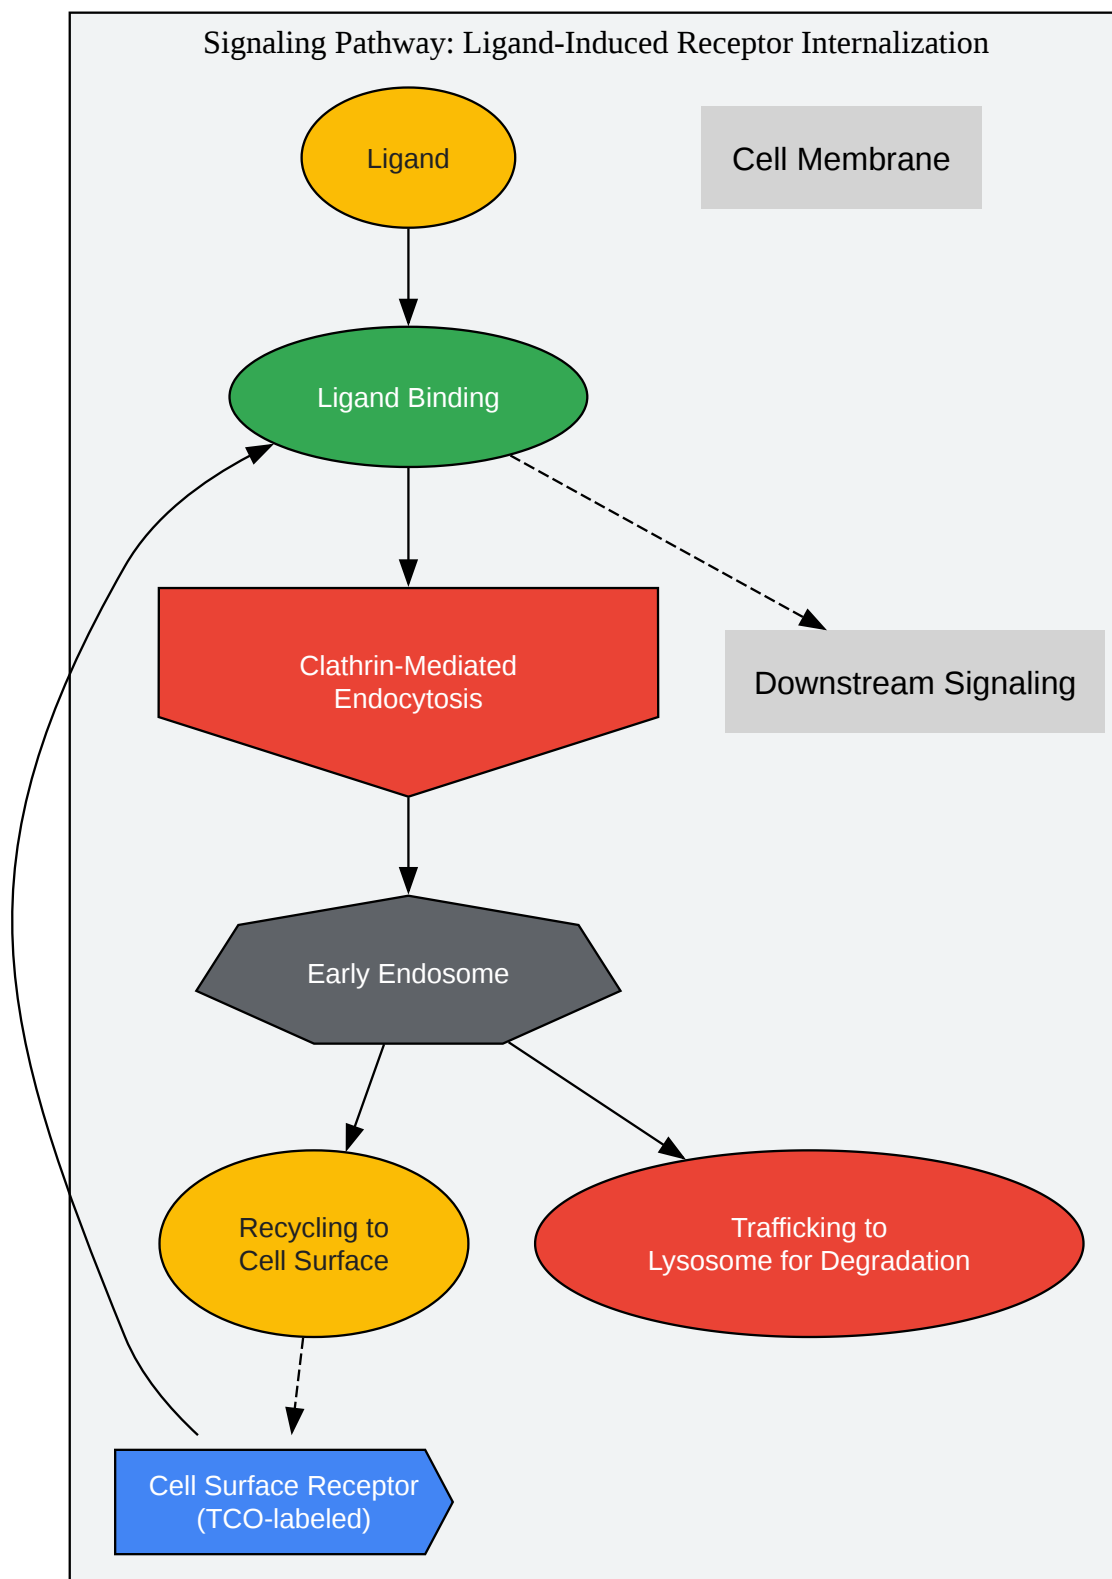 Signaling Pathway: Ligand-Induced Receptor Internalization
Ligand
Cell Membrane
Ligand Binding
Clathrin-Mediated
Endocytosis
Downstream Signaling
Early Endosome
Recycling to
Cell Surface
Trafficking to
Lysosome for Degradation
Cell Surface Receptor
(TCO-labeled)